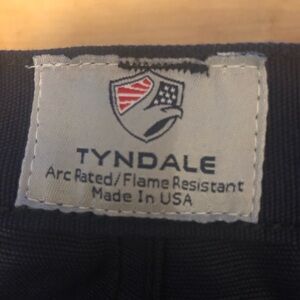 TYNDALE
Arc Rated/Flame Resistant
Made In USA